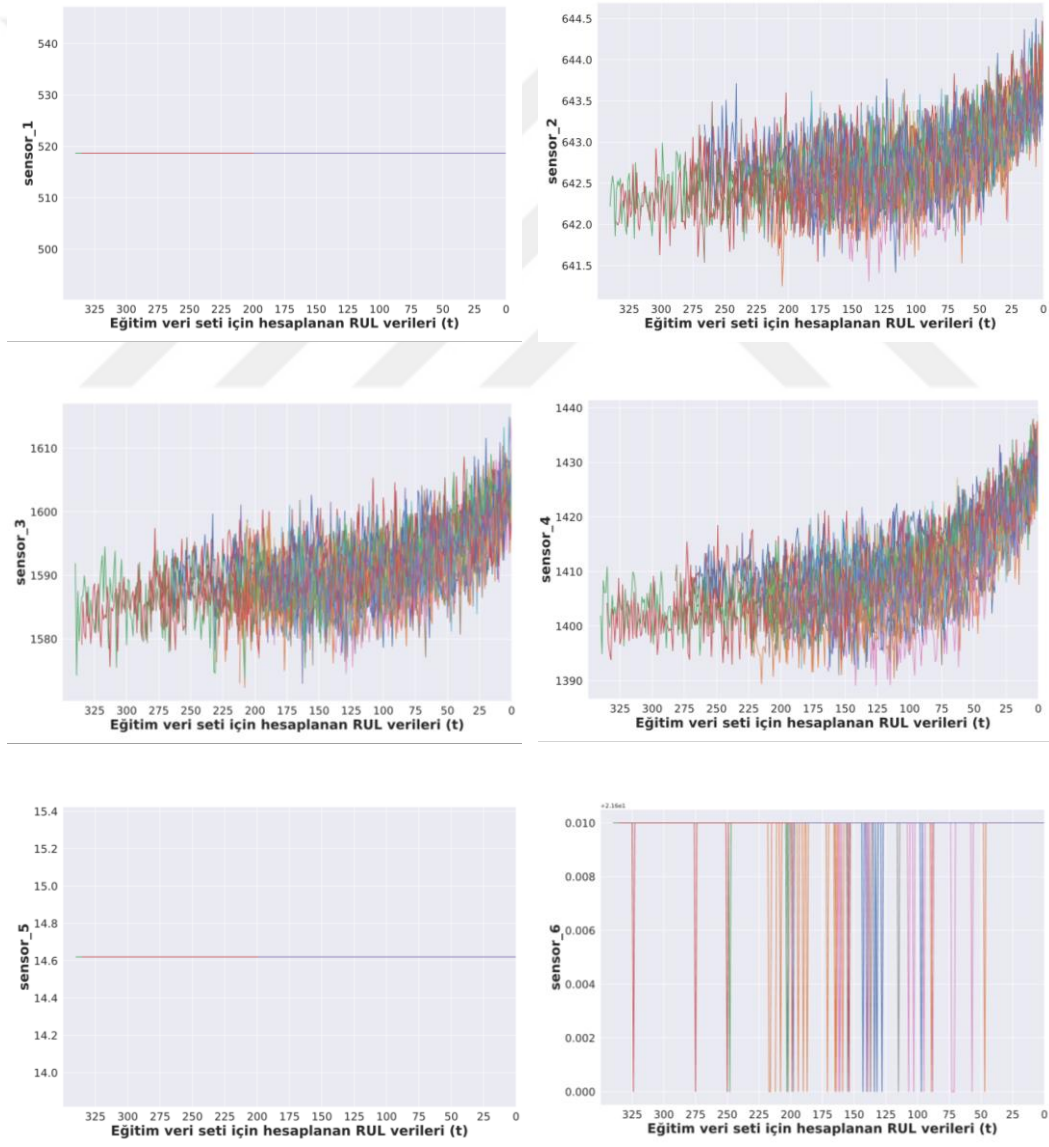 540
530
520
510
500
sensor_1
325 300 275 250 225 200 175 150 125 100 75 50 25 0
Eğitim veri seti için hesaplanan RUL verileri (t)
644.5
644.0
643.5
643.0
642.5
642.0
641.5
sensor_2
325 300 275 250 225 200 175 150 125 100 75 50 25 0
Eğitim veri seti için hesaplanan RUL verileri (t)
1610
1600
1590
1580
sensor_3
325 300 275 250 225 200 175 150 125 100 75 50 25 0
Eğitim veri seti için hesaplanan RUL verileri (t)
1440
1430
1420
1410
1400
1390
sensor_4
325 300 275 250 225 200 175 150 125 100 75 50 25 0
Eğitim veri seti için hesaplanan RUL verileri (t)
15.4
15.2
15.0
14.8
14.6
14.4
14.2
14.0
sensor_5
325 300 275 250 225 200 175 150 125 100 75 50 25 0
Eğitim veri seti için hesaplanan RUL verileri (t)
+2.16e1
0.010
0.008
0.006
0.004
0.002
0.000
sensor_6
325 300 275 250 225 200 175 150 125 100 75 50 25 0
Eğitim veri seti için hesaplanan RUL verileri (t)